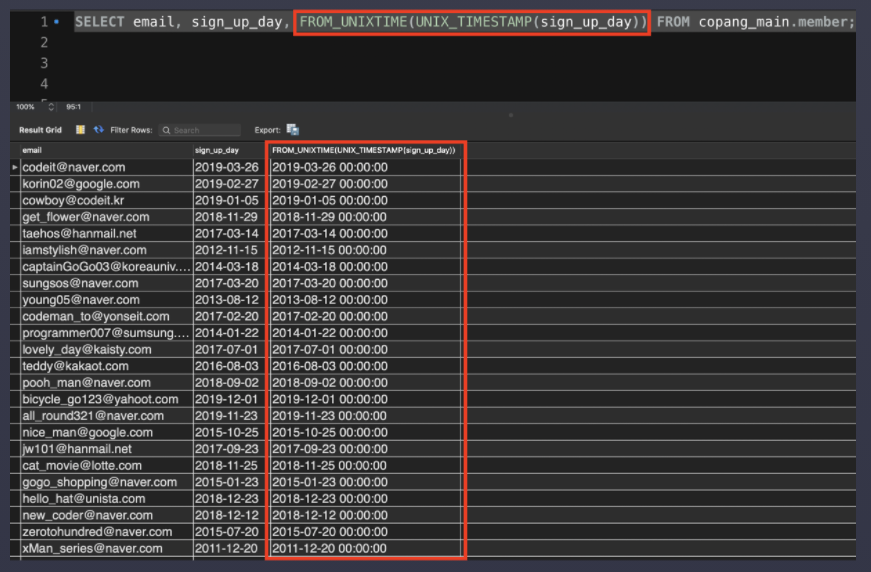 1 SELECT email, sign_up_day, FROM_UNIXTIME(UNIX_TIMESTAMP(sign_up_day)) FROM copang_main.member;
2
3
4
100% 95:1
Result Grid Filter Rows: Search Export:
email sign_up_day FROM_UNIXTIME(UNIX_TIMESTAMP(sign_up_day))
codeit@naver.com 2019-03-26 2019-03-26 00:00:00
korin02@google.com 2019-02-27 2019-02-27 00:00:00
cowboy@codeit.kr 2019-01-05 2019-01-05 00:00:00
get_flower@naver.com 2018-11-29 2018-11-29 00:00:00
taehos@hanmail.net 2017-03-14 2017-03-14 00:00:00
iamstylish@naver.com 2012-11-15 2012-11-15 00:00:00
captainGoGo03@koreauniv.... 2014-03-18 2014-03-18 00:00:00
sungsos@naver.com 2017-03-20 2017-03-20 00:00:00
young05@naver.com 2013-08-12 2013-08-12 00:00:00
codeman_to@yonseit.com 2017-02-20 2017-02-20 00:00:00
programmer007@sumsung.... 2014-01-22 2014-01-22 00:00:00
lovely_day@kaisty.com 2017-07-01 2017-07-01 00:00:00
teddy@kakaot.com 2016-08-03 2016-08-03 00:00:00
pooh_man@naver.com 2018-09-02 2018-09-02 00:00:00
bicycle_go123@yahoot.com 2019-12-01 2019-12-01 00:00:00
all_round321@naver.com 2019-11-23 2019-11-23 00:00:00
nice_man@google.com 2015-10-25 2015-10-25 00:00:00
jw101@hanmail.net 2017-09-23 2017-09-23 00:00:00
cat_movie@lotte.com 2018-11-25 2018-11-25 00:00:00
gogo_shopping@naver.com 2015-01-23 2015-01-23 00:00:00
hello_hat@unista.com 2018-12-23 2018-12-23 00:00:00
new_coder@naver.com 2018-12-12 2018-12-12 00:00:00
zerotohundred@naver.com 2015-07-20 2015-07-20 00:00:00
xMan_series@naver.com 2011-12-20 2011-12-20 00:00:00